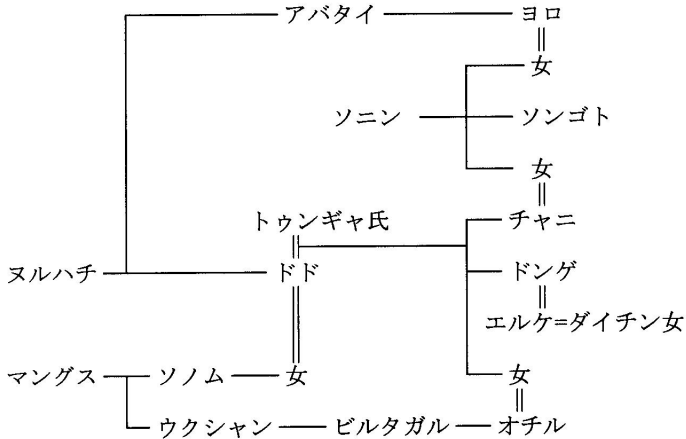 アバタイ ヨロ
女
ソニン ソンゴト
女
トゥンギャ氏 チャニ
ヌルハチ ドド ドンゲ
エルケ=ダイチン女
マングス ソノム 女 女
ウクシャン ビルタガル オチル